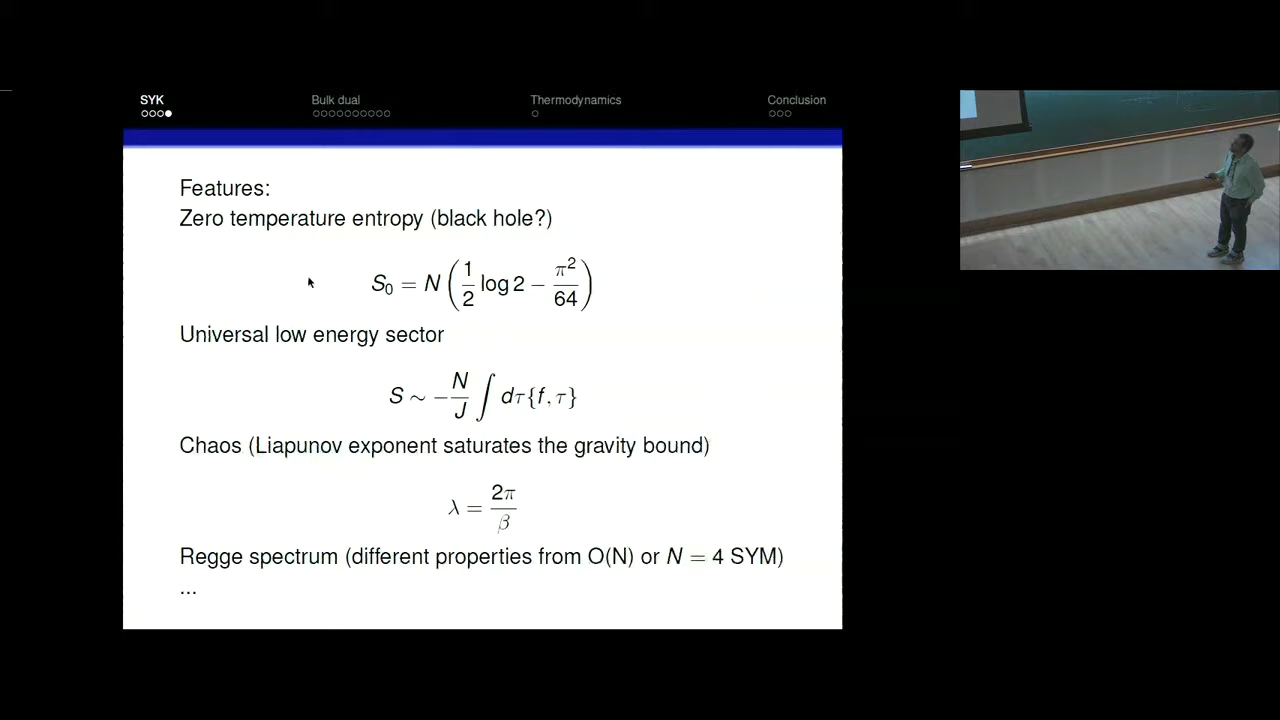 SYK Bulk dual Thermodynamics Conclusion
Features:
Zero temperature entropy (black hole?)
S₀ = N (1/2 log 2 − π²/64)
Universal low energy sector
S ∼ −N/J ∫ dτ{f, τ}
Chaos (Liapunov exponent saturates the gravity bound)
λ = 2π/β
Regge spectrum (different properties from O(N) or N = 4 SYM)
...